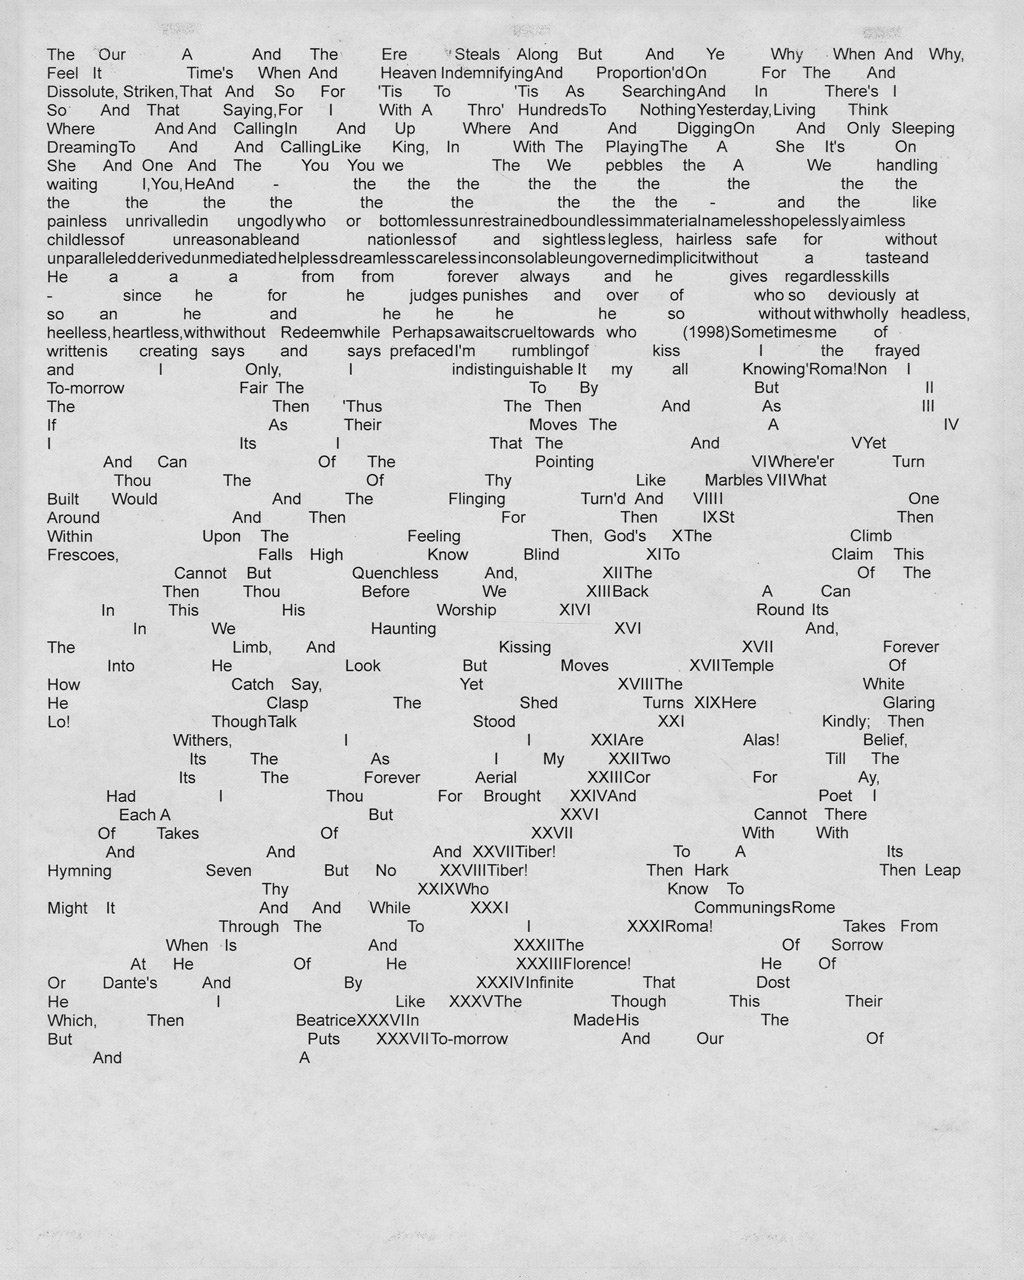 The Our A And The Ere Steals Along But And Ye Why When And Why,
Feel It Time's When And Heaven IndemnifyingAnd Proportion'dOn For The And
Dissolute, Striken,That And So For 'Tis To 'Tis As SearchingAnd In There's I
So And That Saying,For I With A Thro' HundredsTo NothingYesterday,Living Think
Where And And CallingIn And Up Where And And DiggingOn And Only Sleeping
DreamingTo And And CallingLike King, In With The PlayingThe A She It's On
She And One And The You You we The We pebbles the A We handling
waiting I,You,HeAnd - the the the the the the the the the
the the the the the the the the the - and the like
painless unrivalledin ungodlywho or bottomlessunrestrainedboundlessimmaterialnamelesshopelesslyaimless
childlessof unreasonableand nationlessof and sightlesslegless, hairless safe for without
unparalleledderivedunmediatedhelplessdreamlesscarelessinconsolableungovernedimplicitwithout a tasteand
He a a a from from forever always and he gives regardlesskills
- since he for he judges punishes and over of who so deviously at
so an he and he he he he so without withwholly headless,
heelless,heartless,withwithout Redeemwhile Perhapsawaitscrueltowards who (1998)Sometimesme of
writtenis creating says and says prefacedI'm rumblingof kiss I the frayed
and I Only, I indistinguishable It my all Knowing'Roma!Non I
To-morrow Fair The To By But II
The Then 'Thus The Then And As III
If As Their Moves The A IV
I Its I That The And VYet
And Can Of The Pointing VIWhere'er Turn
Thou The Of Thy Like Marbles VIIWhat
Built Would And The Flinging Turn'd And VIIII One
Around And Then For Then IXSt Then
Within Upon The Feeling Then, God's XThe Climb
Frescoes, Falls High Know Blind XITo Claim This
Cannot But Quenchless And, XIIThe Of The
Then Thou Before We XIIIBack A Can
In This His Worship XIVI Round Its
In We Haunting XVI And,
The Limb, And Kissing XVII Forever
Into He Look But Moves XVIITemple Of
How Catch Say, Yet XVIIIThe White
He Clasp The Shed Turns XIXHere Glaring
Lo! ThoughTalk Stood XXI Kindly; Then
Withers, I I XXIAre Alas! Belief,
Its The As I My XXIITwo Till The
Its The Forever Aerial XXIIICor For Ay,
Had I Thou For Brought XXIVAnd Poet I
Each A But XXVI Cannot There
Of Takes Of XXVII With With
And And And XXVIITiber! To A Its
Hymning Seven But No XXVIIITiber! Then Hark Then Leap
Thy XXIXWho Know To
Might It And And While XXXI CommuningsRome
Through The To I XXXIRoma! Takes From
When Is And XXXIIThe Of Sorrow
At He Of He XXXIIIFlorence! He Of
Or Dante's And By XXXIVInfinite That Dost
He I Like XXXVThe Though This Their
Which, Then BeatriceXXXVIIn MadeHis The
But Puts XXXVIITo-morrow And Our Of
And A